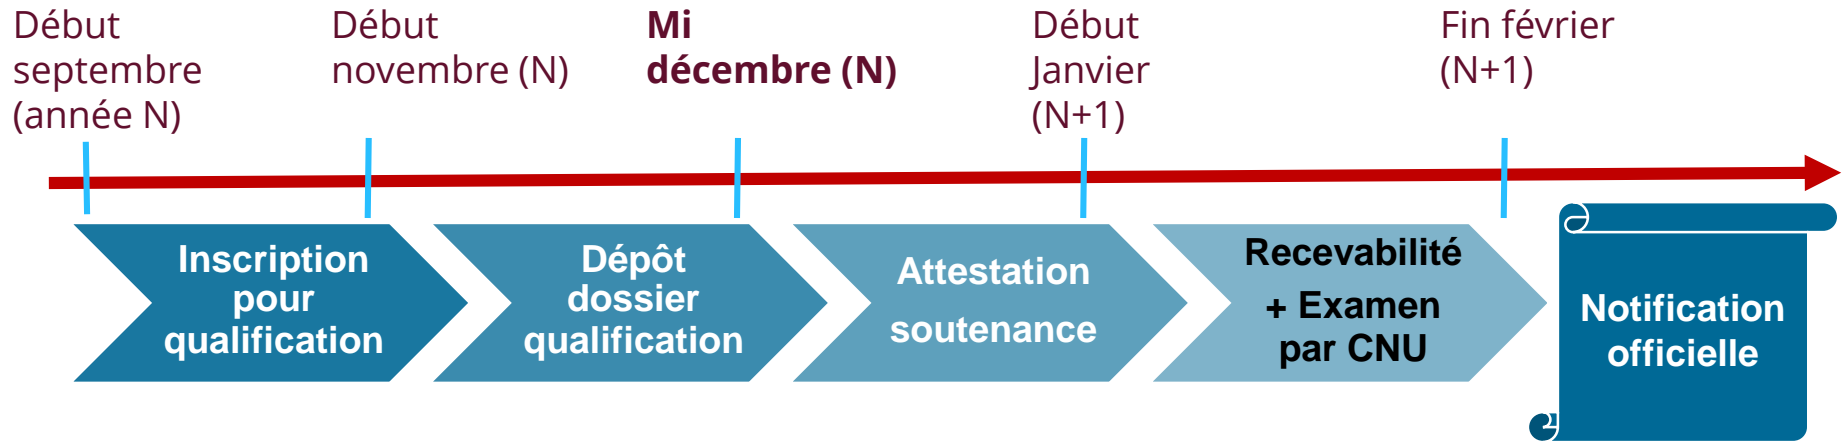 Début
septembre
(année N)
Début
novembre (N)
Mi
décembre (N)
Début
Janvier
(N+1)
Fin février
(N+1)
Inscription
pour
qualification
Dépôt
dossier
qualification
Attestation
soutenance
Recevabilité
+ Examen
par CNU
Notification
officielle